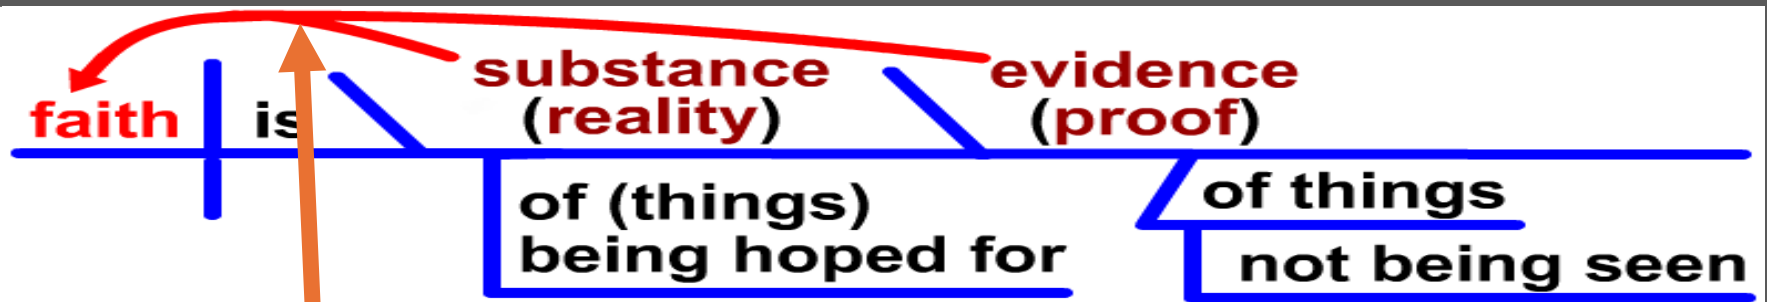 faith is substance evidence
(reality) (proof)
of (things) of things
being hoped for not being seen